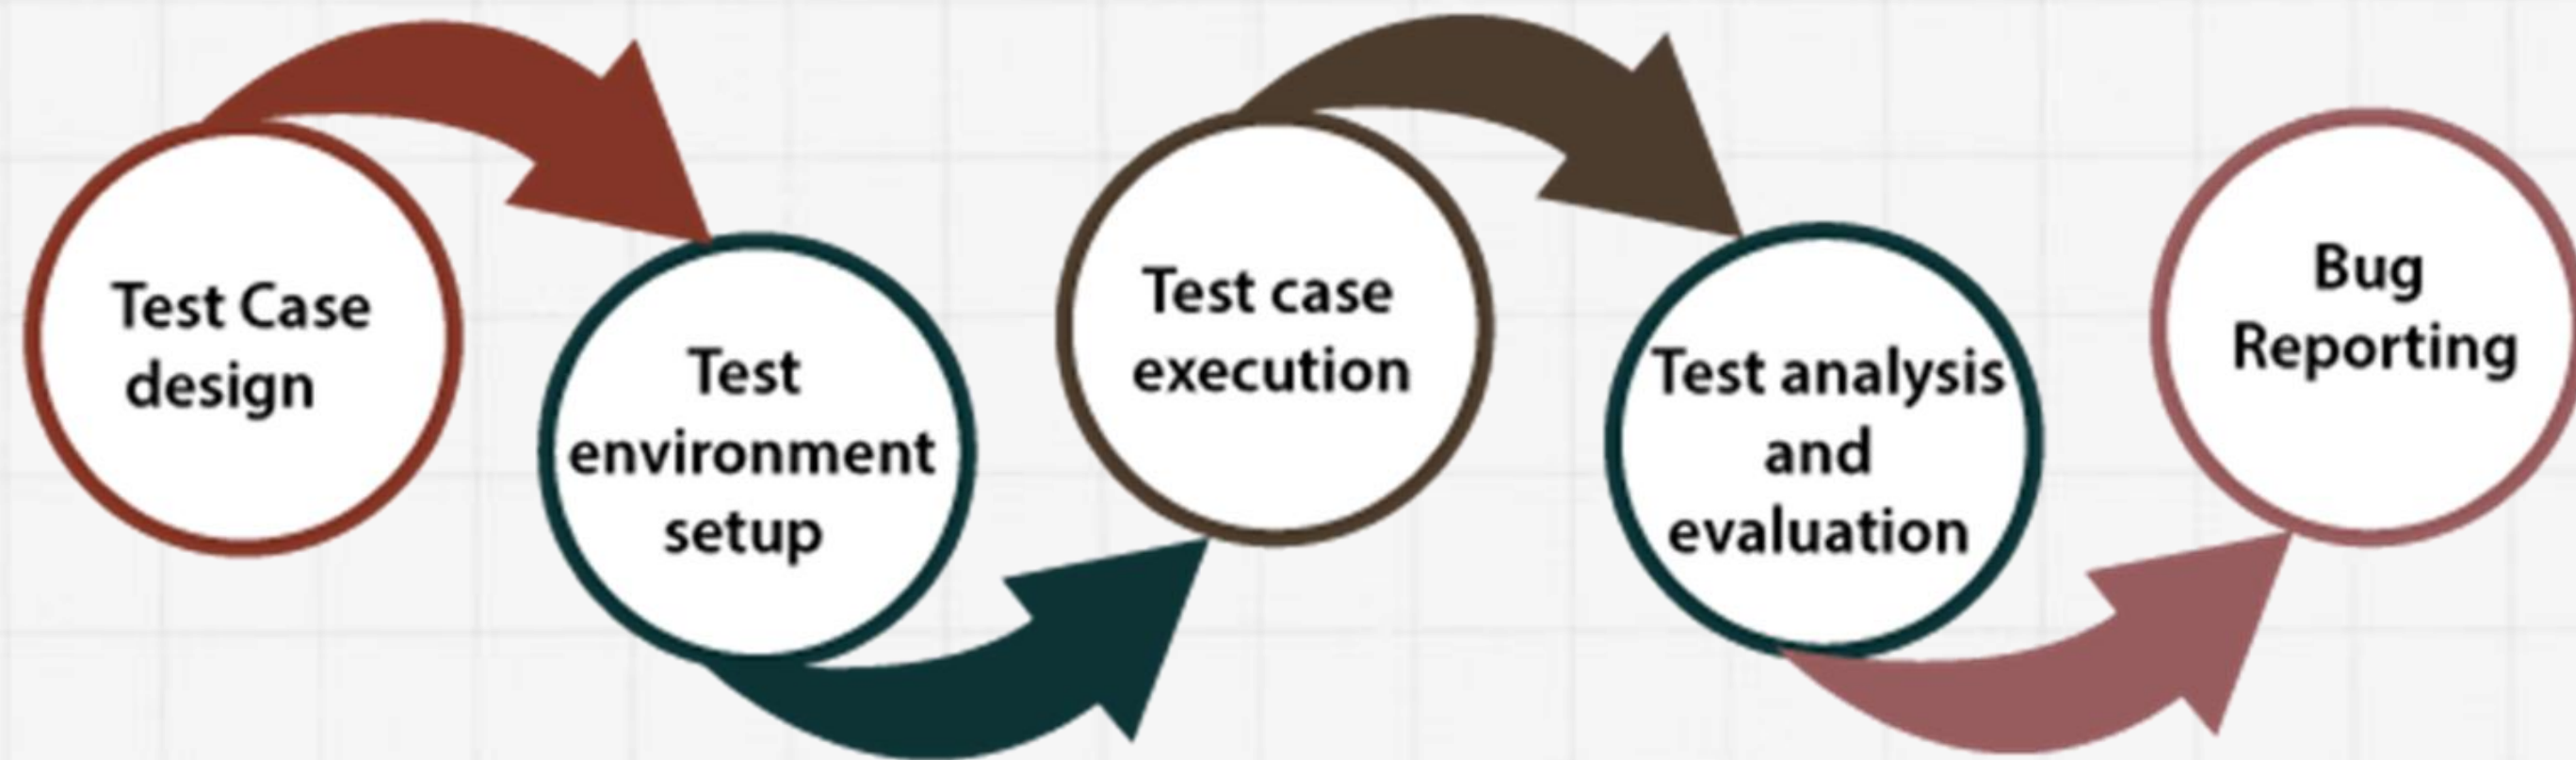 Test Case
design
Test
environment
setup
Test case
execution
Test analysis
and
evaluation
Bug
Reporting